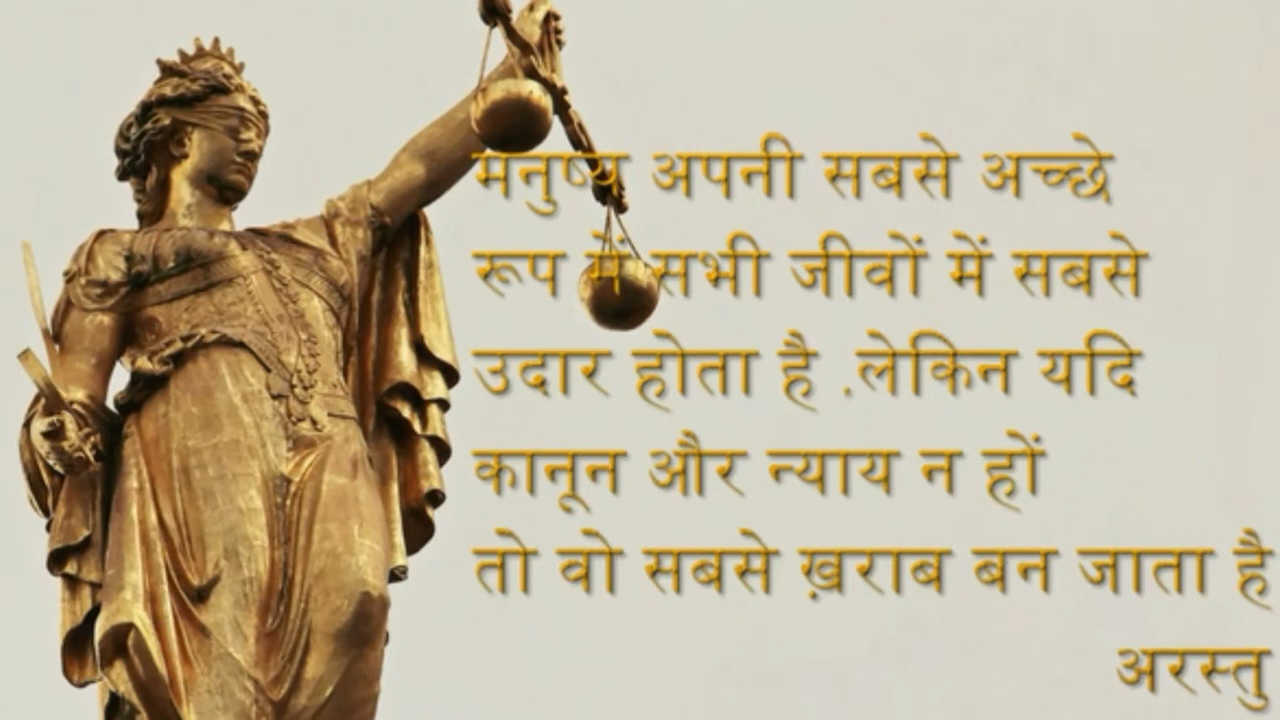 मनुष्य अपनी सबसे अच्छे
रूप में सभी जीवों में सबसे
उदार होता है .लेकिन यदि
कानून और न्याय न हों
तो वो सबसे ख़राब बन जाता है
अरस्तु